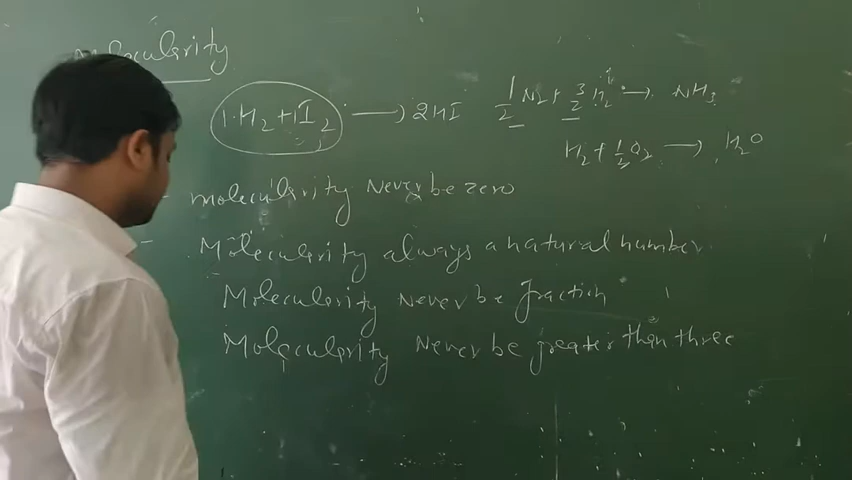 molecularity
1.H₂ + 1I₂ → 2HI
1/2 N₂ + 3/2 H₂ → NH₃
H₂ + 1/2 O₂ → H₂O
- molecularity Never be zero
- Molecularity always a natural number
Molecularity Never be fraction
Molecularity Never be greater than three